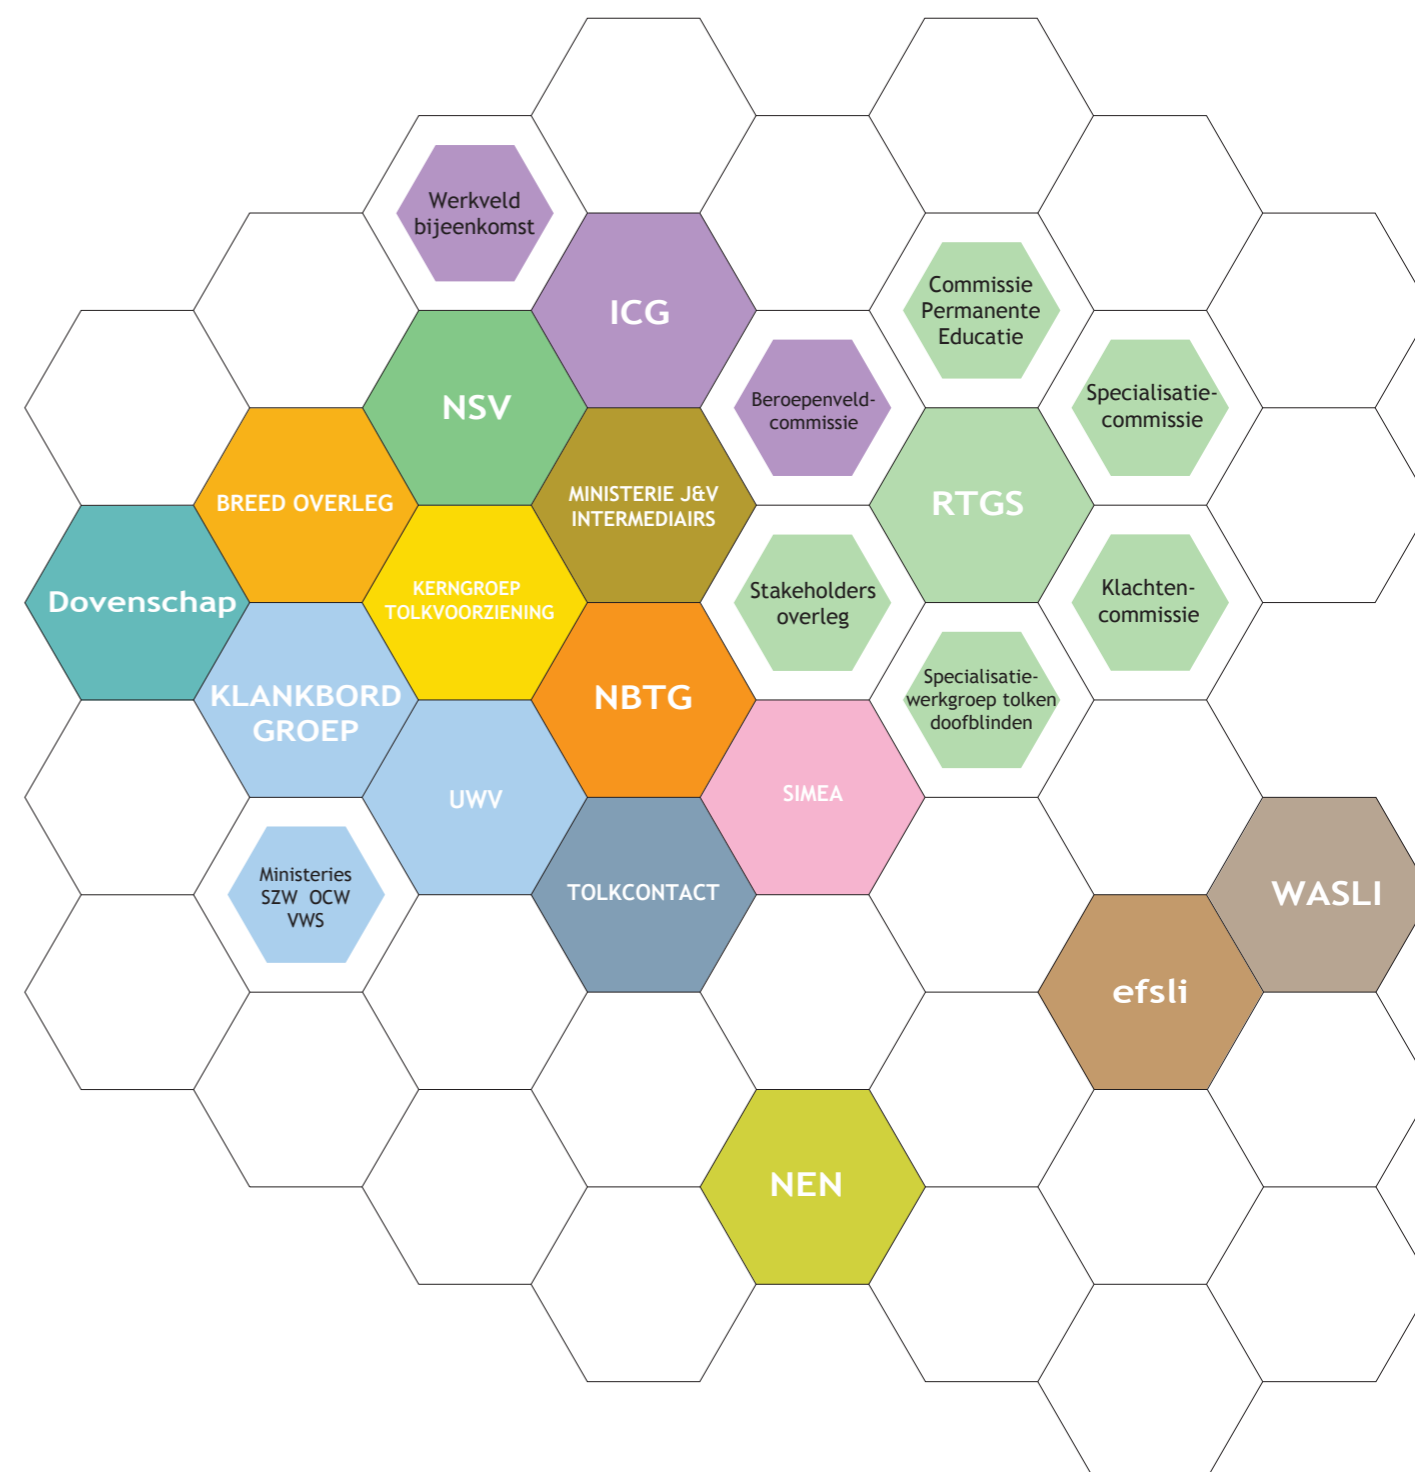 Werkveld
bijeenkomst
ICG
Commissie
Permanente
Educatie
NSV
Beroepenveld-
commissie
Specialisatie-
commissie
BREED OVERLEG
MINISTERIE J&V
INTERMEDIAIRS
RTGS
Dovenschap
KERNGROEP
TOLKVOORZIENING
Stakeholders
overleg
Klachten-
commissie
KLANKBORD
GROEP
NBTG
Specialisatie-
werkgroep tolken
doofblinden
UWV
SIMEA
Ministeries
SZW OCW
VWS
TOLKCONTACT
WASLI
efsli
NEN